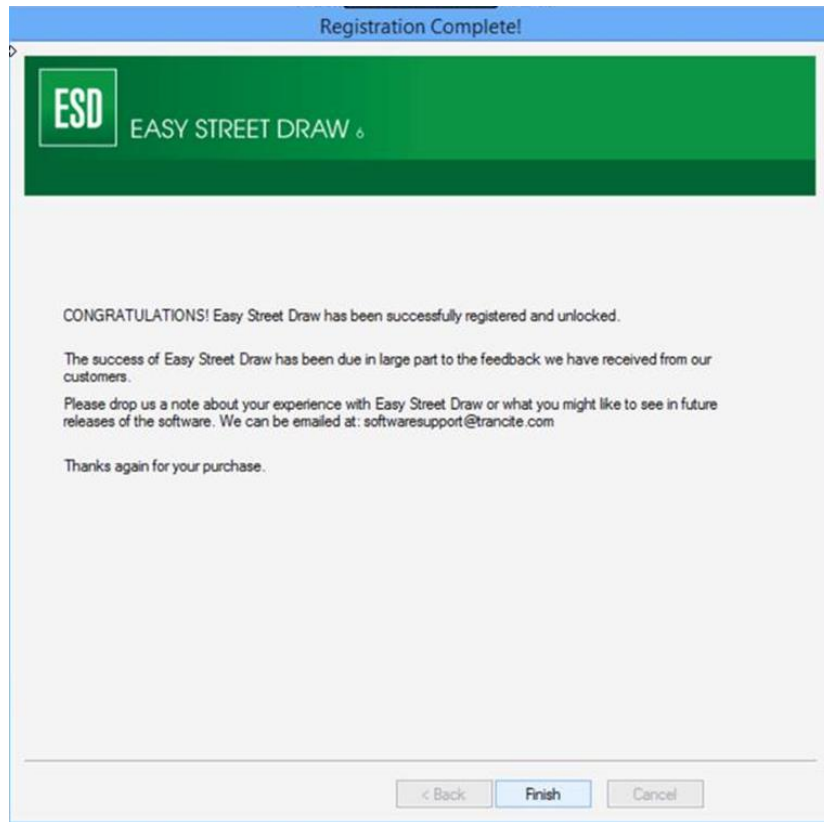 Registration Complete!
ESD
EASY STREET DRAW 6
CONGRATULATIONS! Easy Street Draw has been successfully registered and unlocked.
The success of Easy Street Draw has been due in large part to the feedback we have received from our
customers.
Please drop us a note about your experience with Easy Street Draw or what you might like to see in future
releases of the software. We can be emailed at: softwaresupport@trancite.com
Thanks again for your purchase.
< Back Finish Cancel